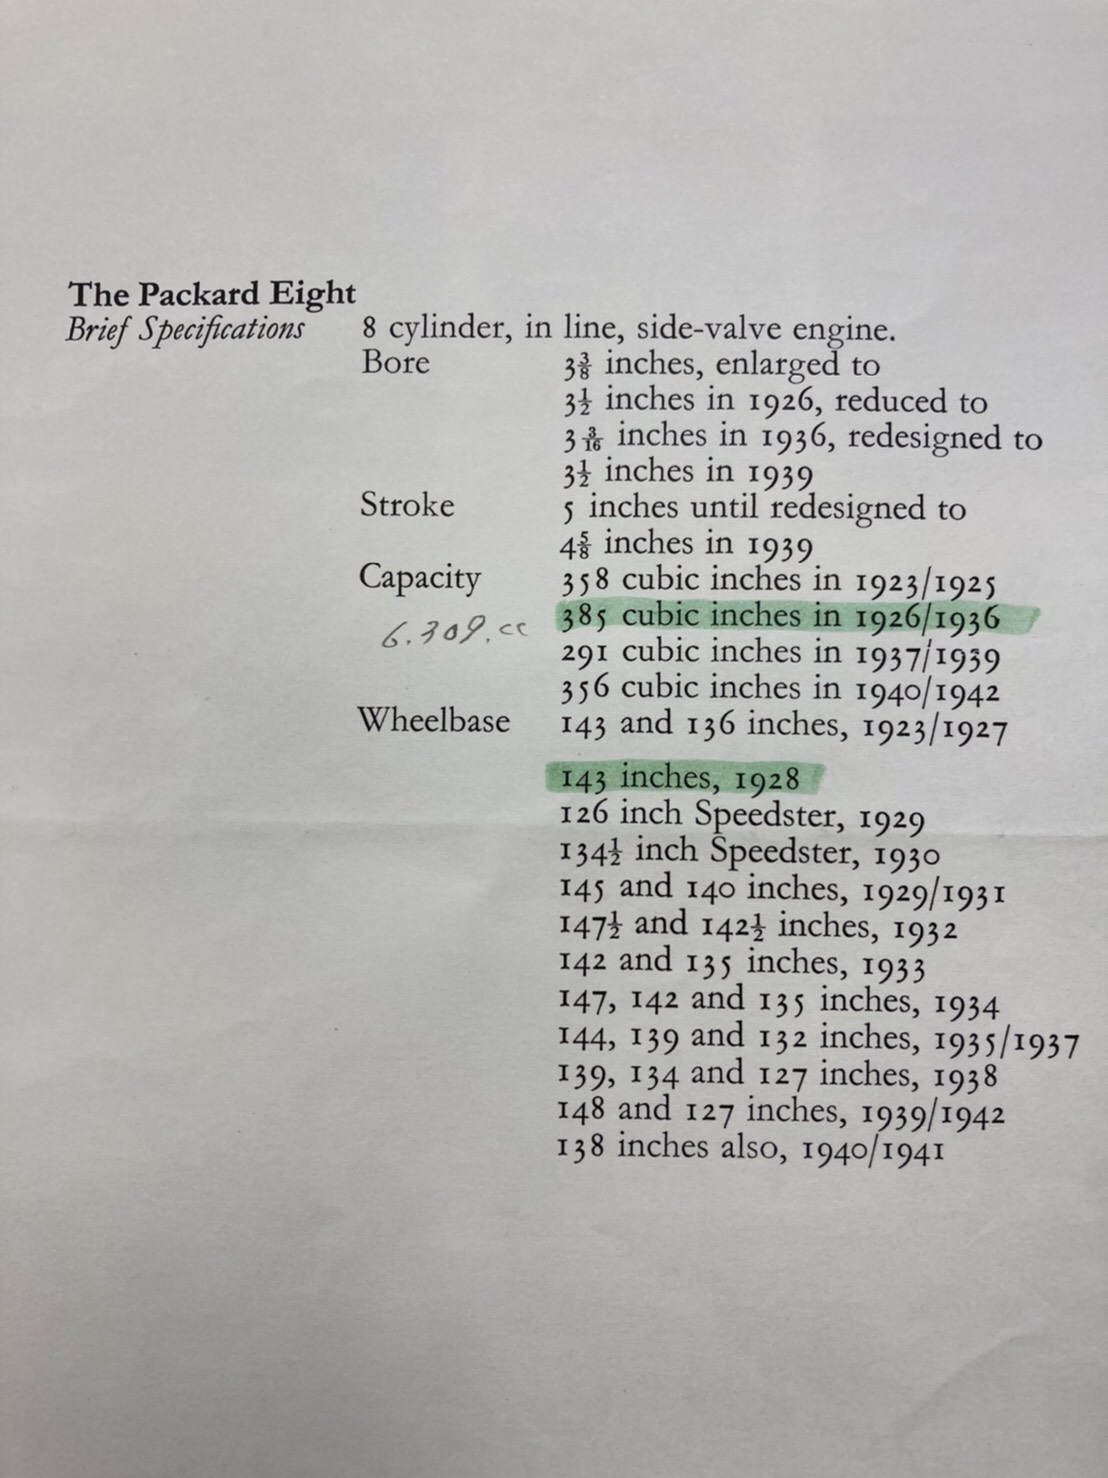 The Packard Eight
Brief Specifications 8 cylinder, in line, side-valve engine.
Bore 3⅜ inches, enlarged to
3½ inches in 1926, reduced to
3 3/16 inches in 1936, redesigned to
3½ inches in 1939
Stroke 5 inches until redesigned to
4⅝ inches in 1939
Capacity 358 cubic inches in 1923/1925
6.309.cc 385 cubic inches in 1926/1936
291 cubic inches in 1937/1939
356 cubic inches in 1940/1942
Wheelbase 143 and 136 inches, 1923/1927
143 inches, 1928
126 inch Speedster, 1929
134½ inch Speedster, 1930
145 and 140 inches, 1929/1931
147½ and 142½ inches, 1932
142 and 135 inches, 1933
147, 142 and 135 inches, 1934
144, 139 and 132 inches, 1935/1937
139, 134 and 127 inches, 1938
148 and 127 inches, 1939/1942
138 inches also, 1940/1941